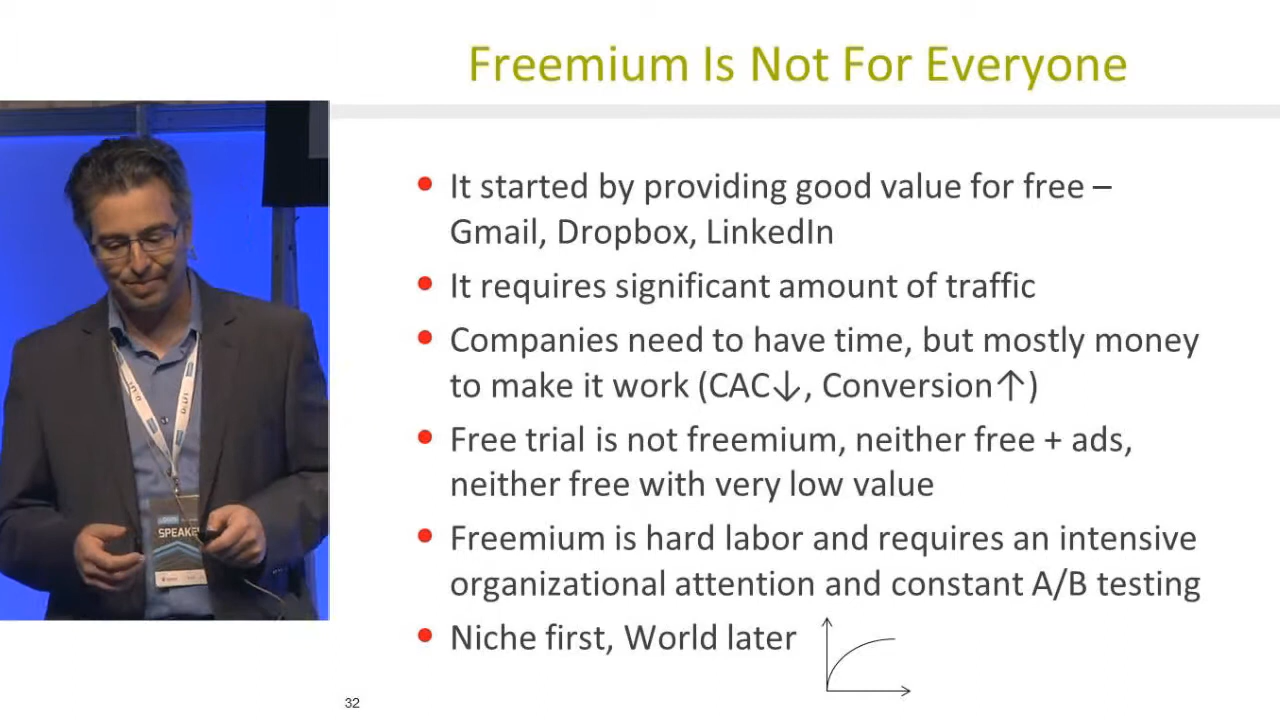 Freemium Is Not For Everyone
• It started by providing good value for free –
Gmail, Dropbox, LinkedIn
• It requires significant amount of traffic
• Companies need to have time, but mostly money
to make it work (CAC↓, Conversion↑)
• Free trial is not freemium, neither free + ads,
neither free with very low value
• Freemium is hard labor and requires an intensive
organizational attention and constant A/B testing
• Niche first, World later
32
SPEAKER